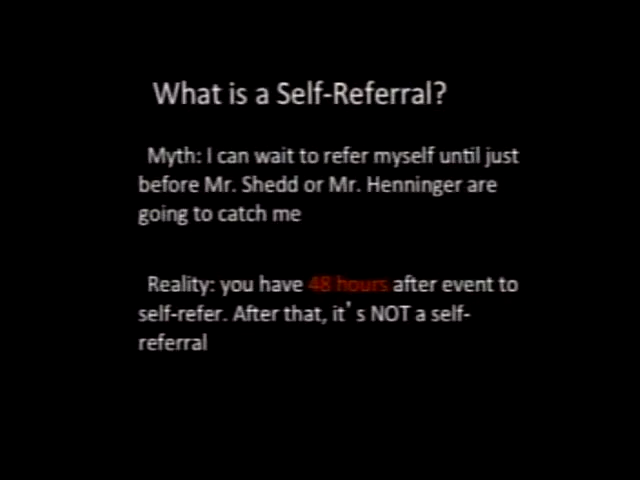 What is a Self-Referral?
Myth: I can wait to refer myself until just
before Mr. Shedd or Mr. Henninger are
going to catch me
Reality: you have 48 hours after event to
self-refer. After that, it’s NOT a self-
referral